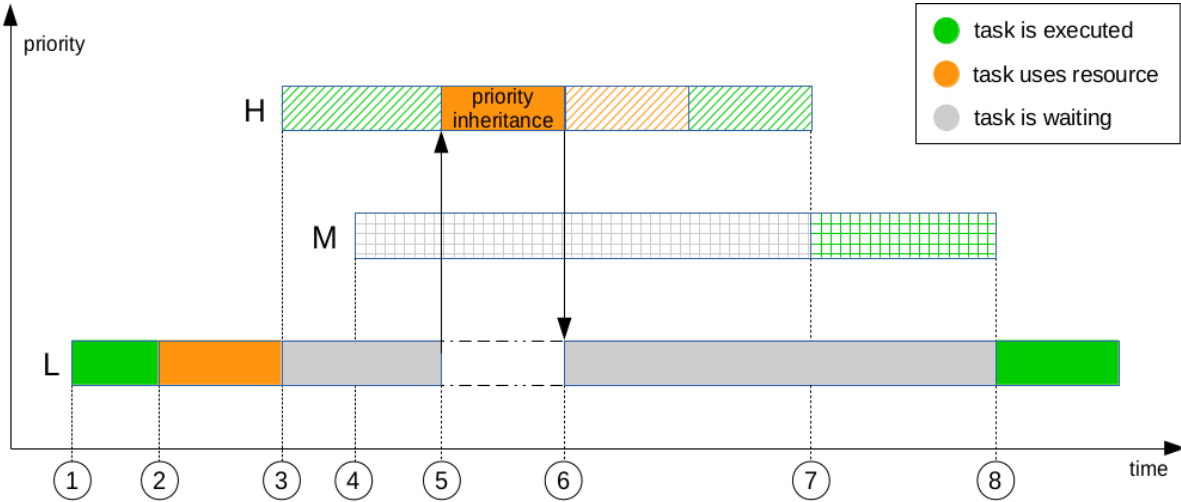 priority
task is executed
task uses resource
task is waiting
H
priority
inheritance
M
L
time
1 2 3 4 5 6 7 8